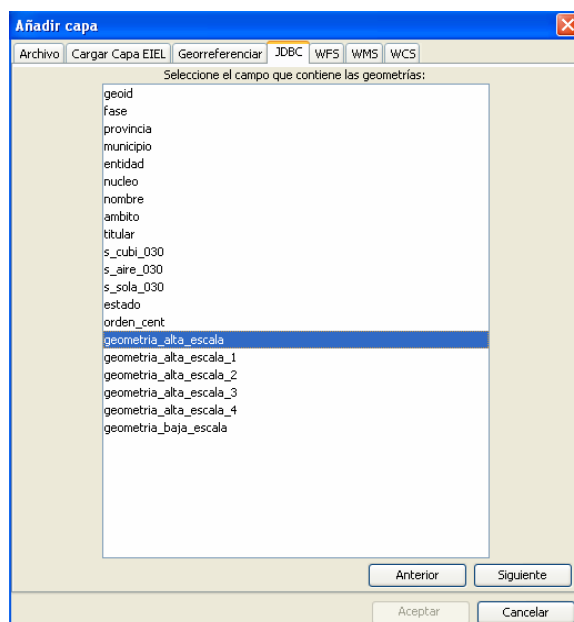 Añadir capa
Archivo Cargar Capa EIEL Georreferenciar JDBC WFS WMS WCS
Seleccione el campo que contiene las geometrías:
geoid
fase
provincia
municipio
entidad
nucleo
nombre
ambito
titular
s_cubi_030
s_aire_030
s_sola_030
estado
orden_cent
geometria_alta_escala
geometria_alta_escala_1
geometria_alta_escala_2
geometria_alta_escala_3
geometria_alta_escala_4
geometria_baja_escala
Anterior Siguiente
Aceptar Cancelar